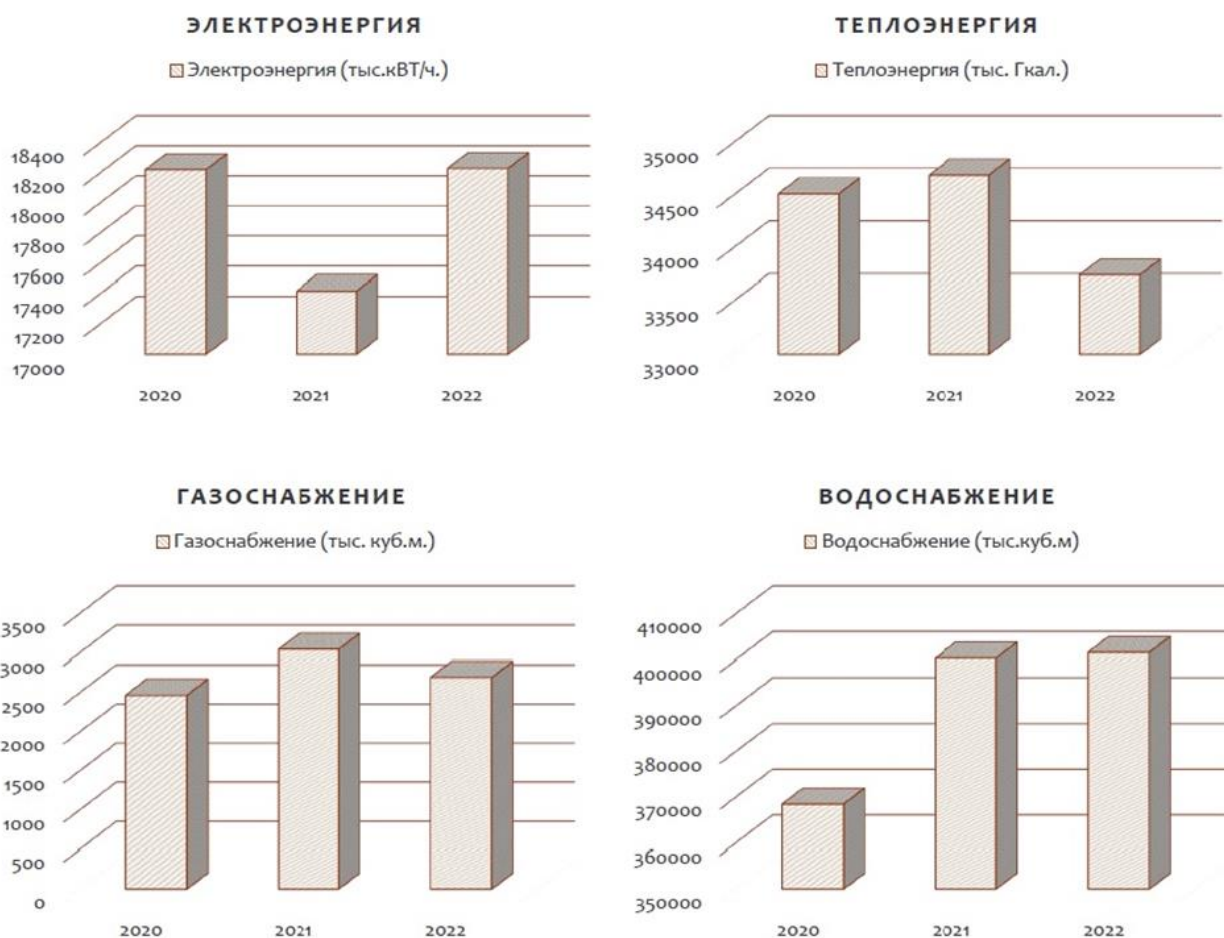 ЭЛЕКТРОЭНЕРГИЯ
Электроэнергия (тыс.кВТ/ч.)
18400
18200
18000
17800
17600
17400
17200
17000
2020 2021 2022
ТЕПЛОЭНЕРГИЯ
Теплоэнергия (тыс. Гкал.)
35000
34500
34000
33500
33000
2020 2021 2022
ГАЗОСНАБЖЕНИЕ
Газоснабжение (тыс. куб.м.)
3500
3000
2500
2000
1500
1000
500
0
2020 2021 2022
ВОДОСНАБЖЕНИЕ
Водоснабжение (тыс.куб.м)
410000
400000
390000
380000
370000
360000
350000
2020 2021 2022